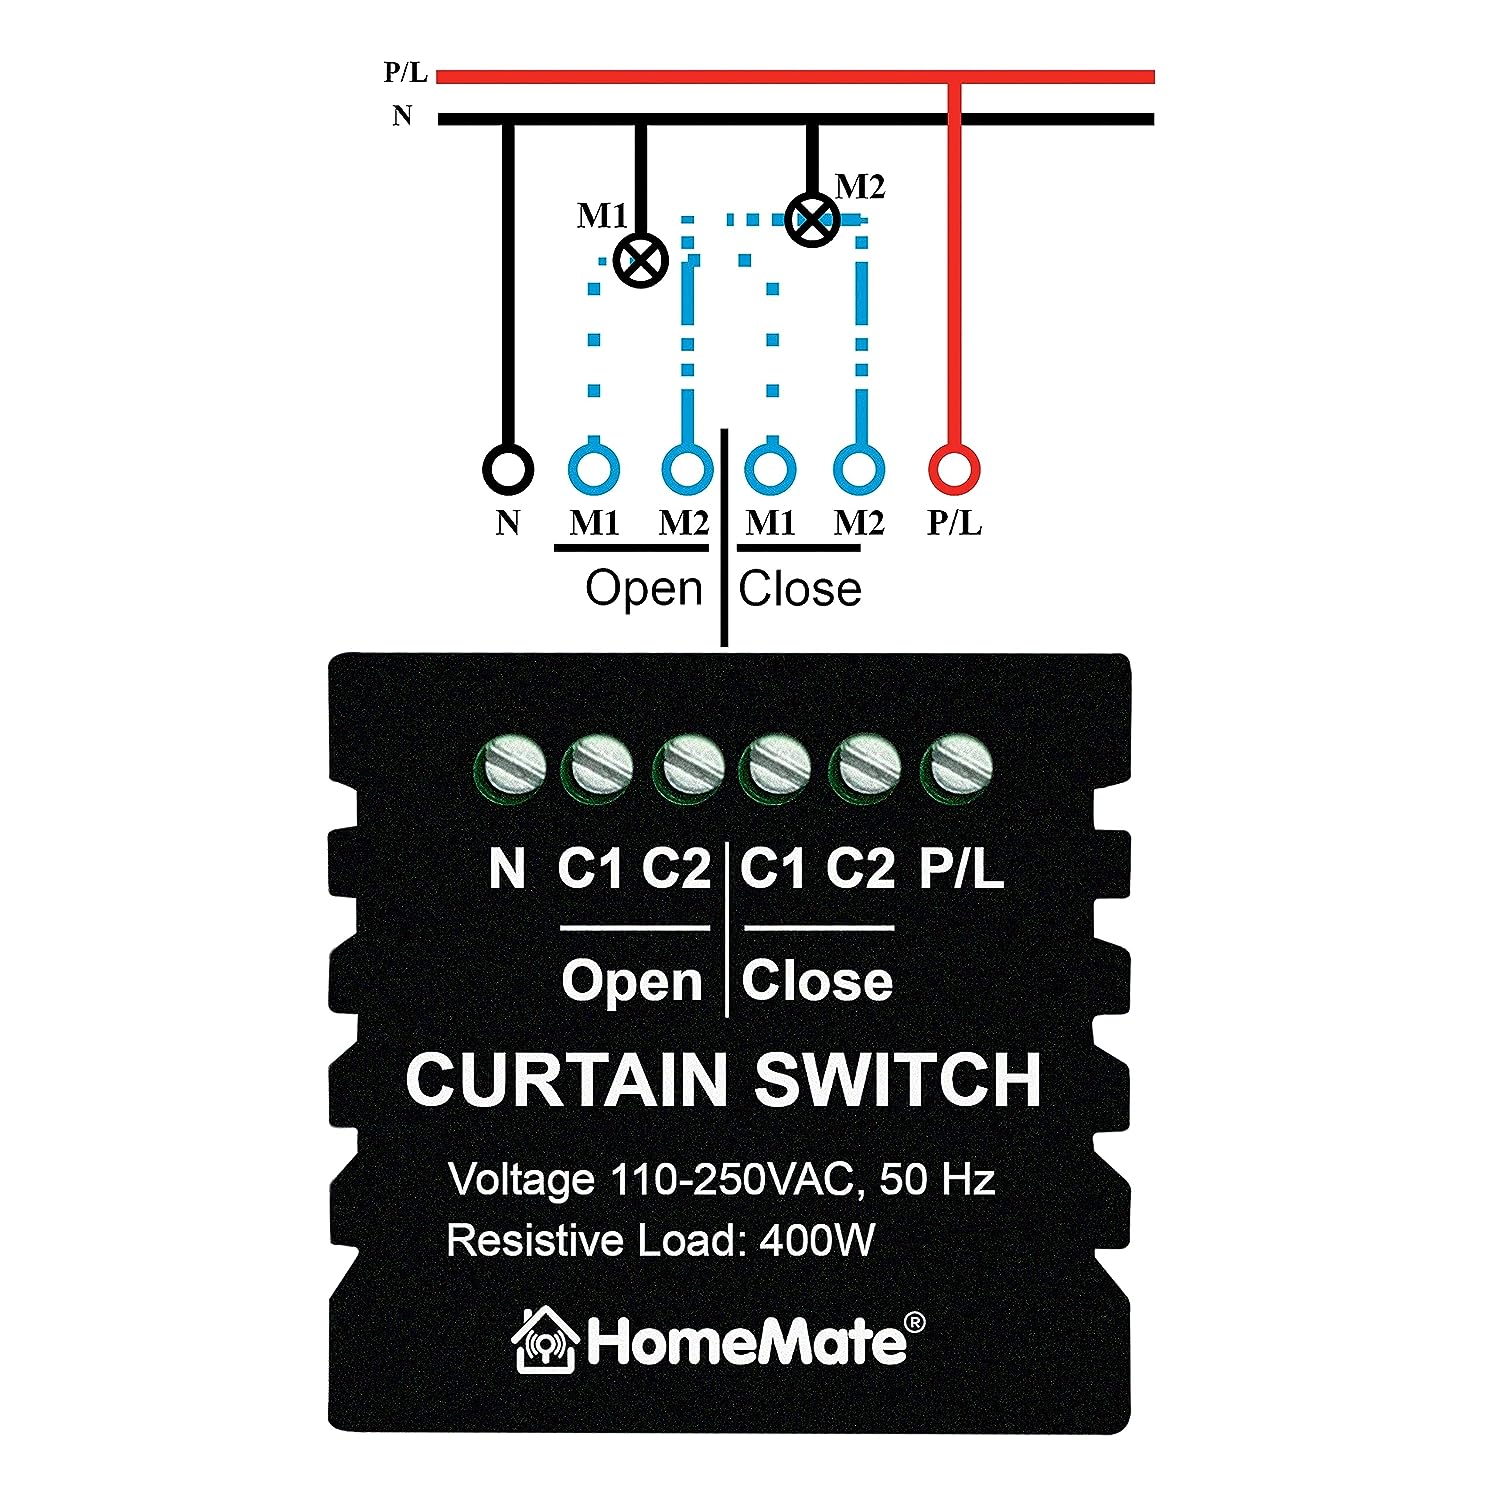 P/L
N
M2
M1
N M1 M2 M1 M2 P/L
Open Close
N C1 C2 C1 C2 P/L
Open Close
CURTAIN SWITCH
Voltage 110-250VAC, 50 Hz
Resistive Load: 400W
HomeMate®